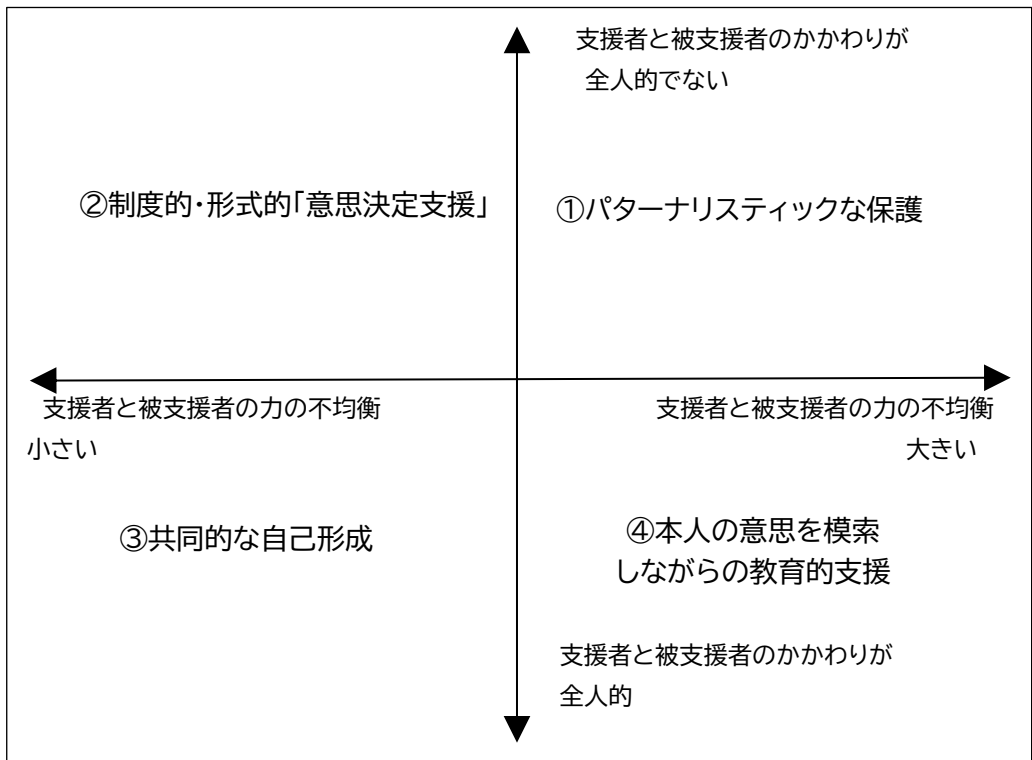 支援者と被支援者のかかわりが
全人的でない
②制度的・形式的「意思決定支援」
①パターナリスティックな保護
支援者と被支援者の力の不均衡
小さい
支援者と被支援者の力の不均衡
大きい
③共同的な自己形成
④本人の意思を模索
しながらの教育的支援
支援者と被支援者のかかわりが
全人的